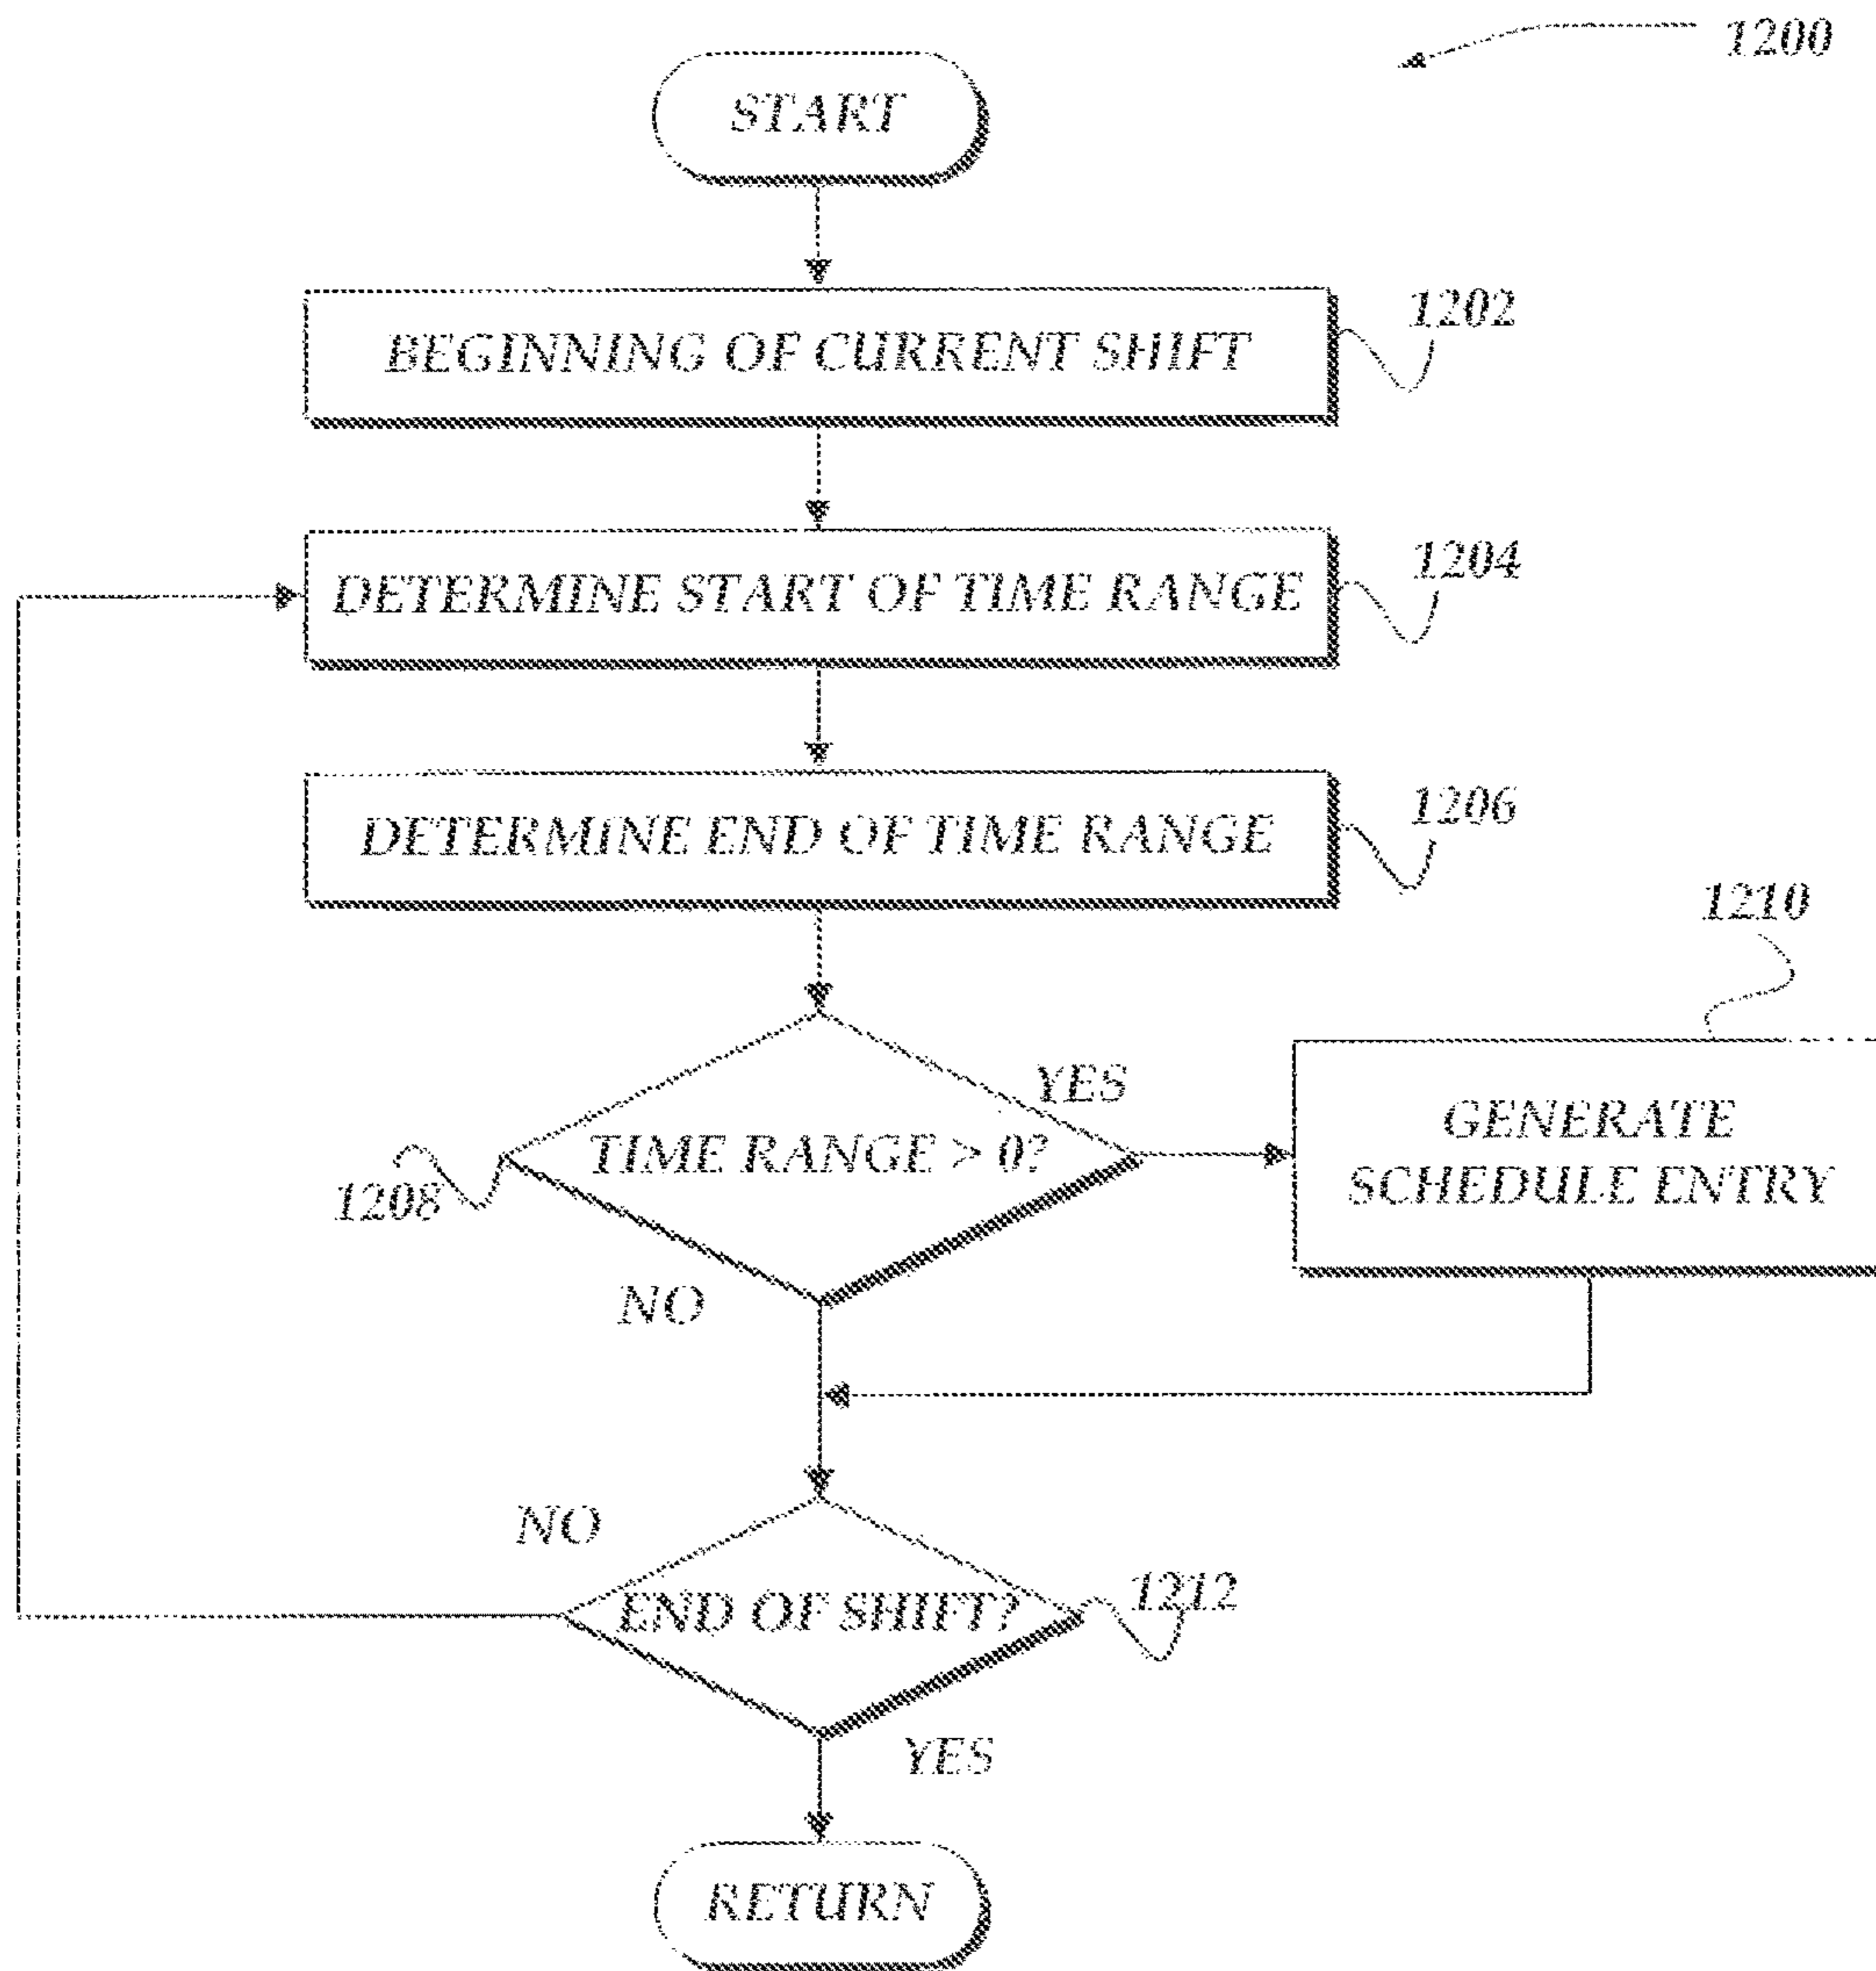 1200
START
BEGINNING OF CURRENT SHIFT
1202
DETERMINE START OF TIME RANGE
1204
DETERMINE END OF TIME RANGE
1206
1210
YES
TIME RANGE > 0?
GENERATE
SCHEDULE ENTRY
1208
NO
NO
END OF SHIFT?
1212
YES
RETURN